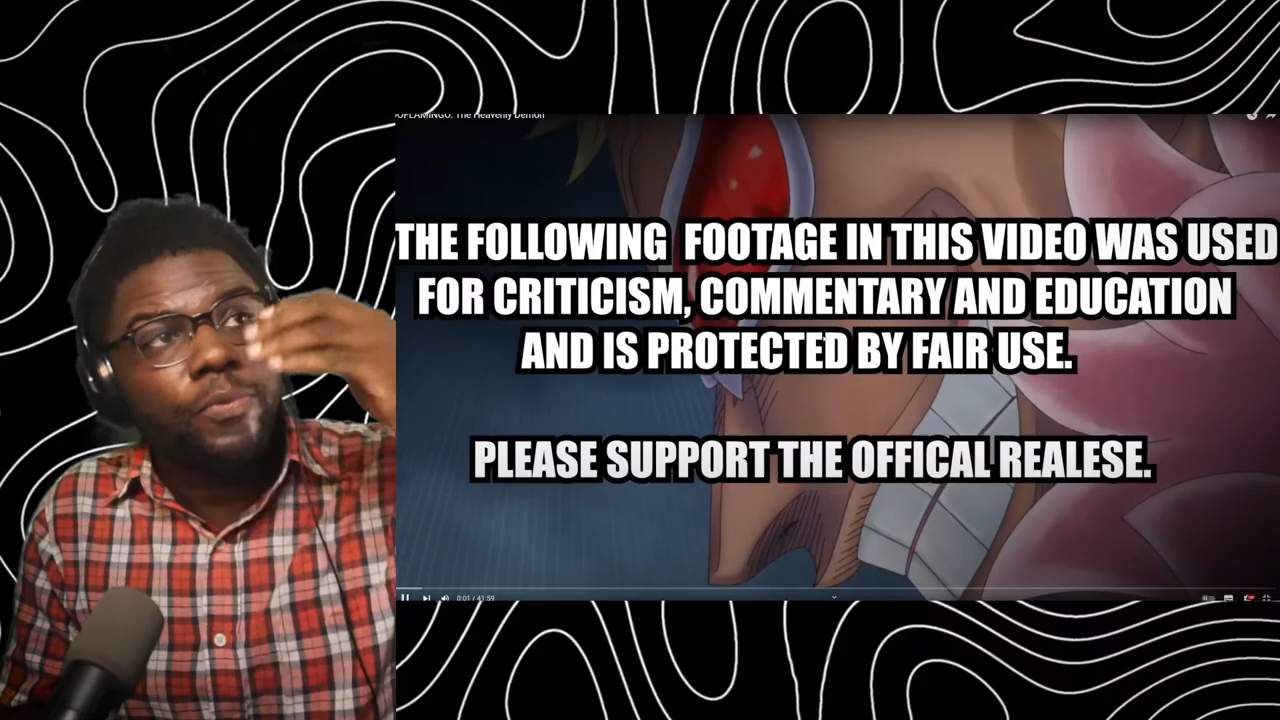 OFLAMINGO: The Heavenly Demon
THE FOLLOWING FOOTAGE IN THIS VIDEO WAS USED
FOR CRITICISM, COMMENTARY AND EDUCATION
AND IS PROTECTED BY FAIR USE.
PLEASE SUPPORT THE OFFICAL REALESE.
0:01 / 41:59